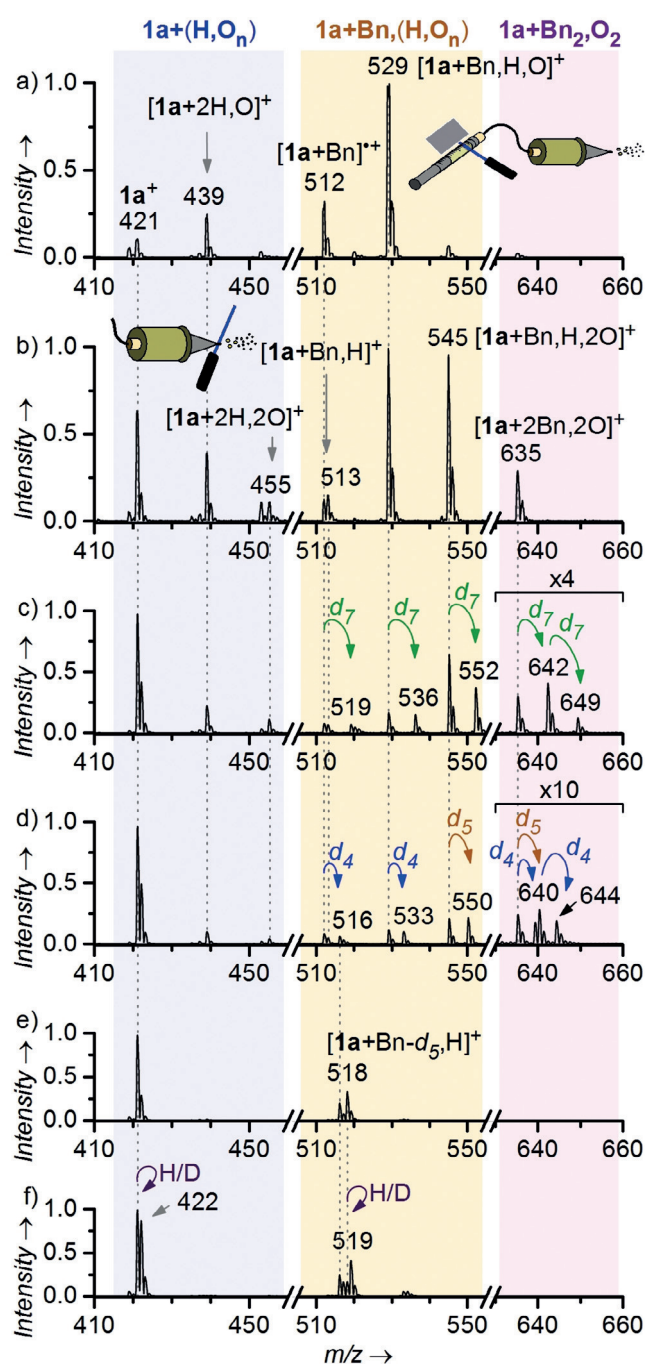 1a+(H,Oₙ) 1a+Bn,(H,Oₙ) 1a+Bn₂,O₂
a) 1.0
Intensity → 0.5
0.0
[1a+2H,O]⁺
1a⁺
421 439
[1a+Bn]•⁺
512
529 [1a+Bn,H,O]⁺
410 450 510 550 640 660
b) 1.0
Intensity → 0.5
0.0
[1a+2H,2O]⁺
455
[1a+Bn,H]⁺
513
545 [1a+Bn,H,2O]⁺
[1a+2Bn,2O]⁺
635
410 450 510 550 640 660
c) 1.0
Intensity → 0.5
0.0
d₇ d₇ d₇ d₇ d₇
x4
519 536 552 642 649
410 450 510 550 640 660
d) 1.0
Intensity → 0.5
0.0
d₄ d₄ d₅ d₄ d₅ d₄
x10
516 533 550 640 644
410 450 510 550 640 660
e) 1.0
Intensity → 0.5
0.0
[1a+Bn-d₅,H]⁺
518
410 450 510 550 640 660
f) 1.0
Intensity → 0.5
0.0
H/D
422
H/D
519
410 450 510 550 640 660
m/z →